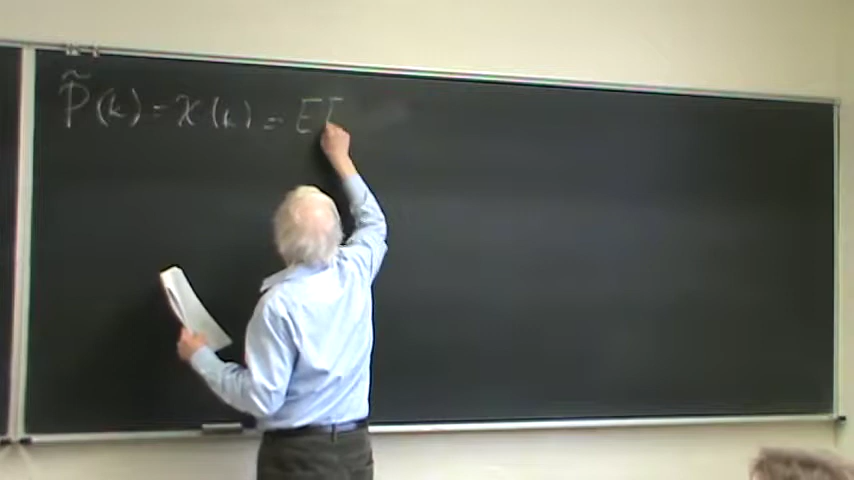 P̃(k) = χ(k) = E[